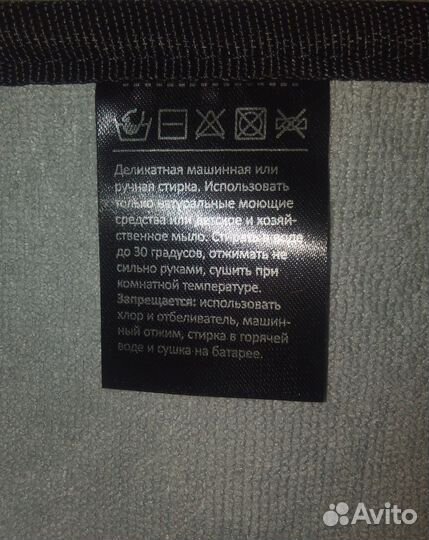 Деликатная машинная или
ручная стирка. Использовать
только натуральные моющие
средства или детское и хозяй-
ственное мыло. Стирать в воде
до 30 градусов, отжимать не
сильно руками, сушить при
комнатной температуре.
Запрещается: использовать
хлор и отбеливатель, машин-
ный отжим, стирка в горячей
воде и сушка на батарее.
Avito